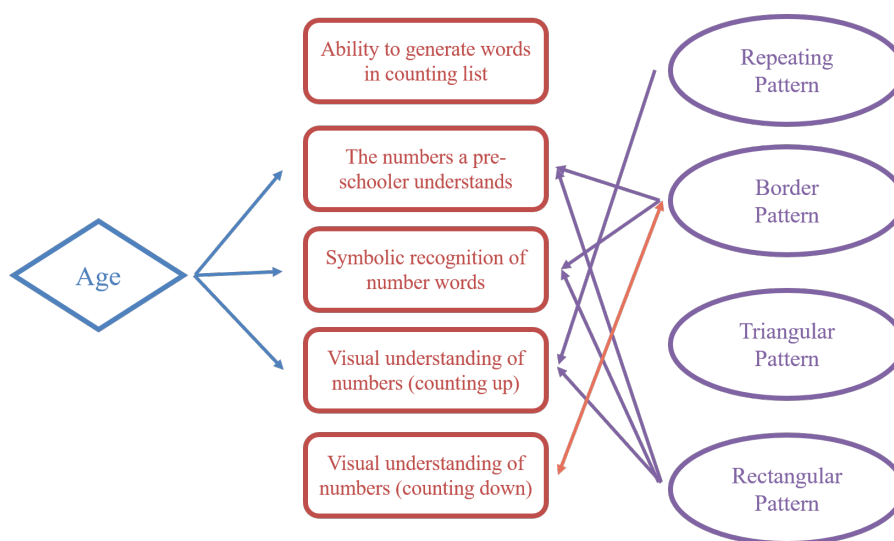 Age
Ability to generate words
in counting list
The numbers a pre-
schooler understands
Symbolic recognition of
number words
Visual understanding of
numbers (counting up)
Visual understanding of
numbers (counting down)
Repeating
Pattern
Border
Pattern
Triangular
Pattern
Rectangular
Pattern